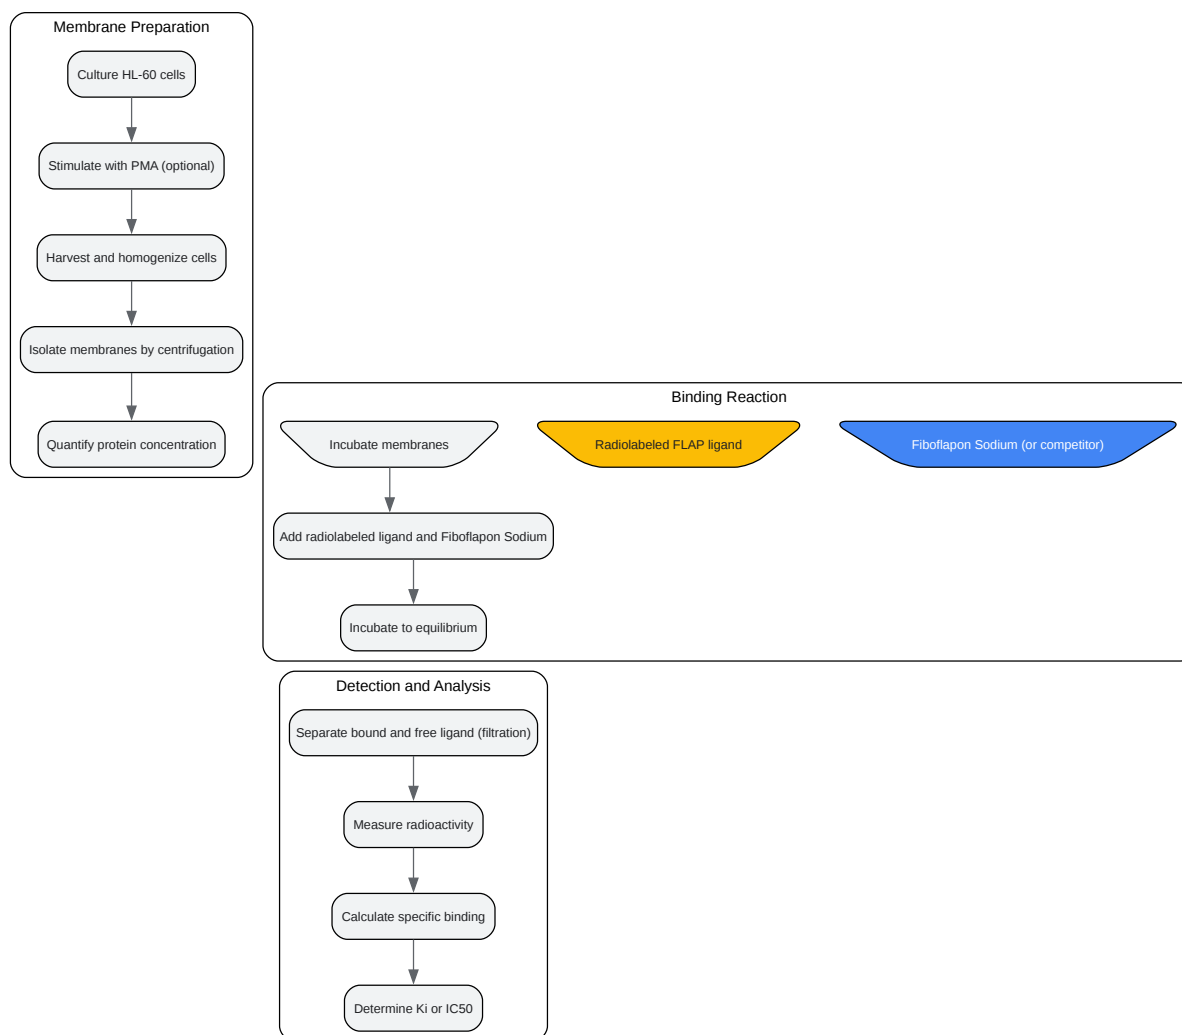 Membrane Preparation
Culture HL-60 cells
Stimulate with PMA (optional)
Harvest and homogenize cells
Isolate membranes by centrifugation
Quantify protein concentration
Binding Reaction
Incubate membranes
Radiolabeled FLAP ligand
Fiboflapon Sodium (or competitor)
Add radiolabeled ligand and Fiboflapon Sodium
Incubate to equilibrium
Detection and Analysis
Separate bound and free ligand (filtration)
Measure radioactivity
Calculate specific binding
Determine Ki or IC50